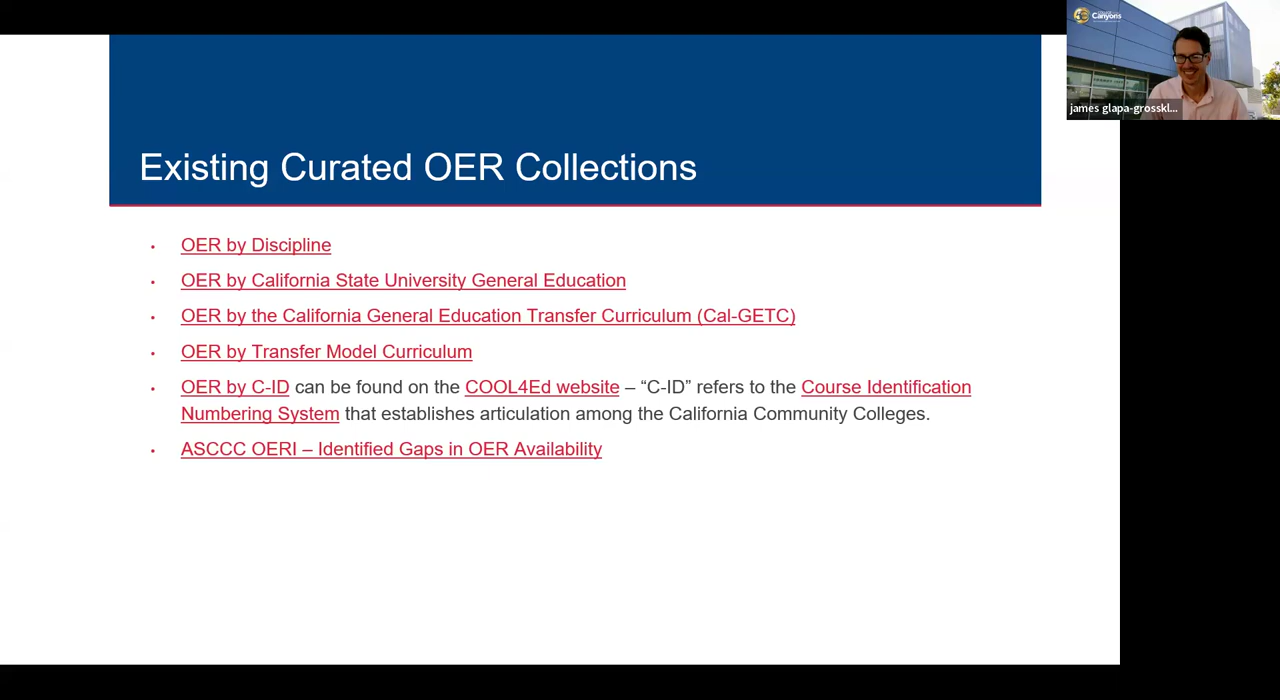 Canyons
james glapa-grosskl...
Existing Curated OER Collections
• OER by Discipline
• OER by California State University General Education
• OER by the California General Education Transfer Curriculum (Cal-GETC)
• OER by Transfer Model Curriculum
• OER by C-ID can be found on the COOL4Ed website – “C-ID” refers to the Course Identification
Numbering System that establishes articulation among the California Community Colleges.
• ASCCC OERI – Identified Gaps in OER Availability